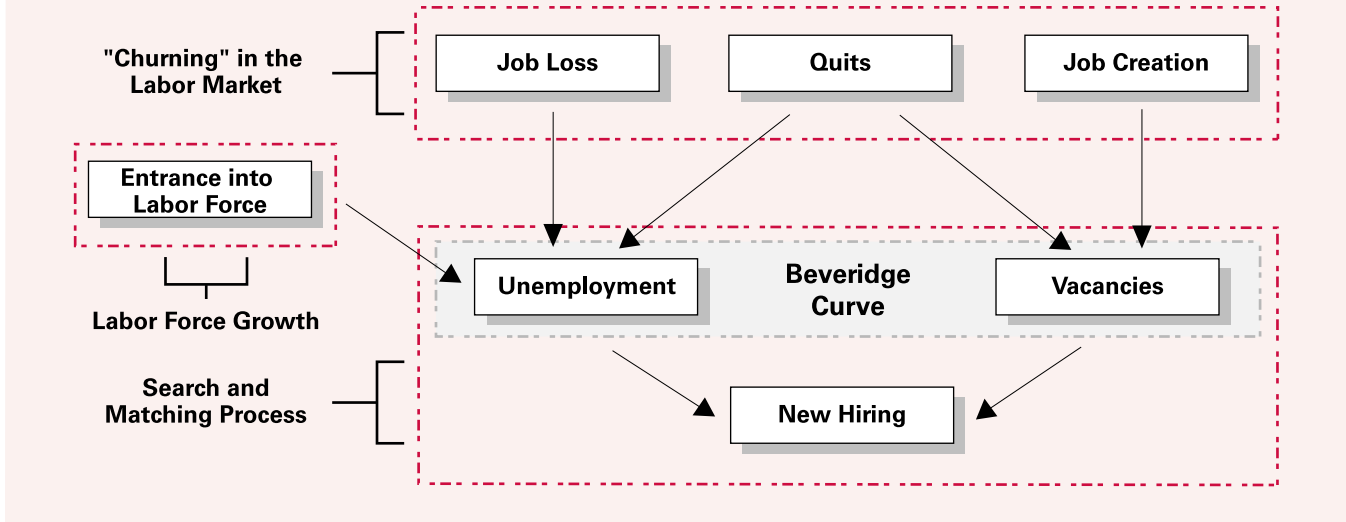 "Churning" in the
Labor Market
Job Loss
Quits
Job Creation
Entrance into
Labor Force
Labor Force Growth
Unemployment
Beveridge
Curve
Vacancies
Search and
Matching Process
New Hiring